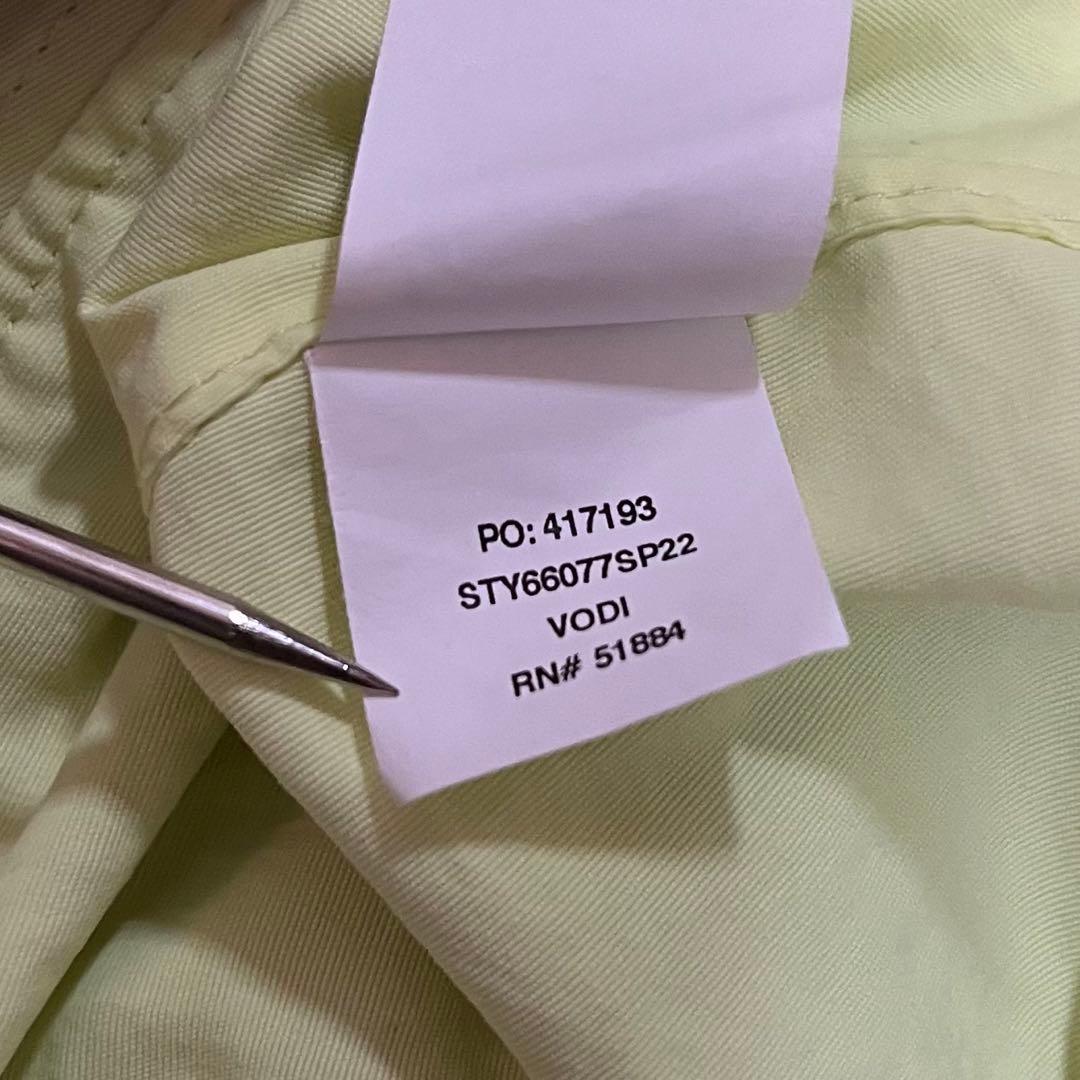 PO: 417193
STY66077SP22
VODI
RN# 51884